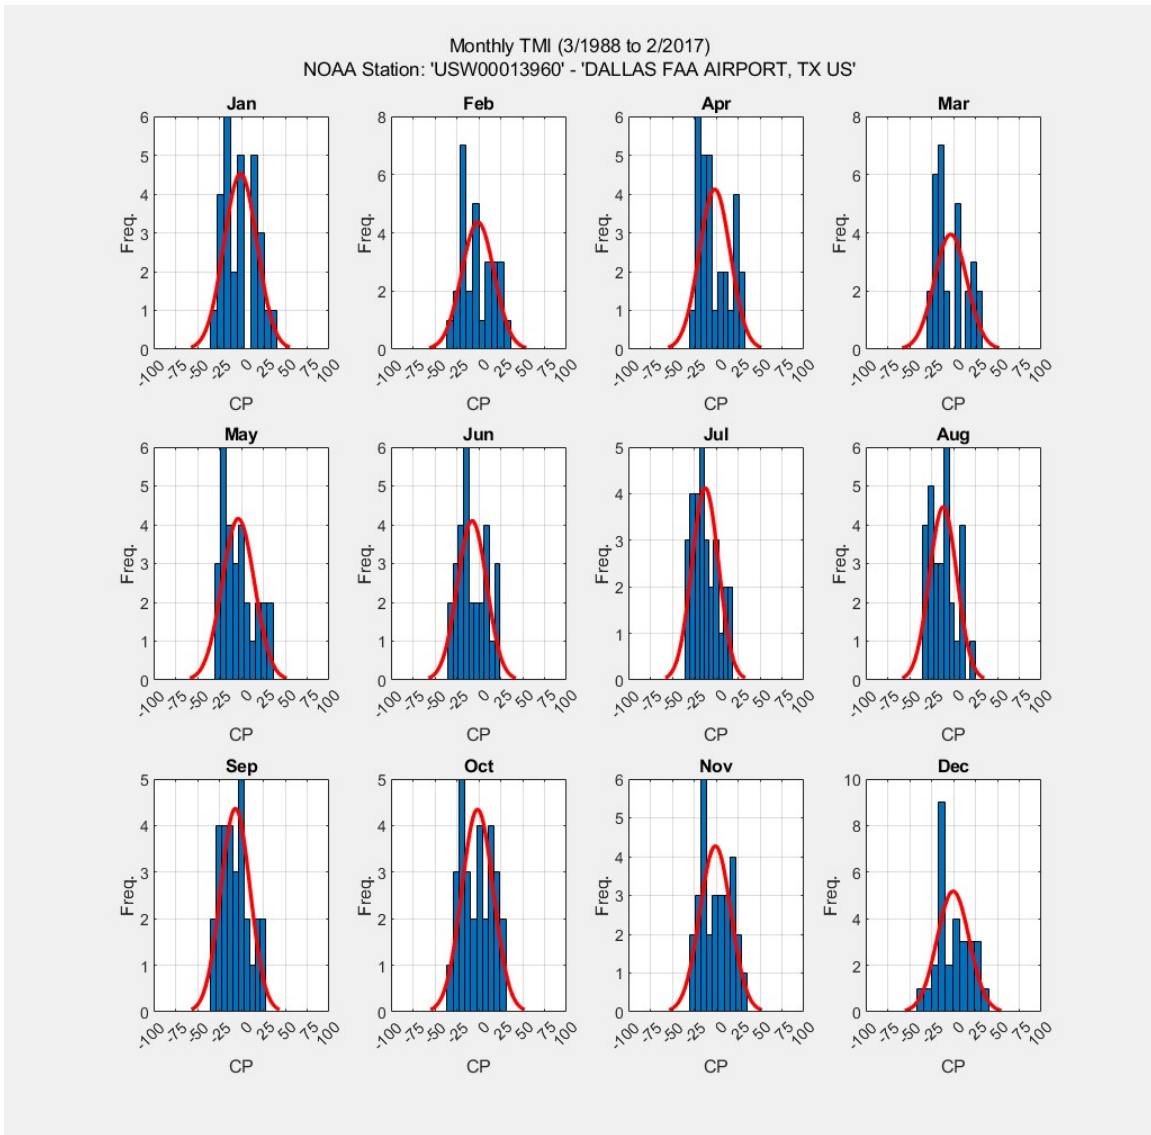 Monthly TMI (3/1988 to 2/2017)
NOAA Station: 'USW00013960' - 'DALLAS FAA AIRPORT, TX US'
Jan
6
5
4
3
2
1
0
Freq.
-100 -75 -50 -25 0 25 50 75 100
CP
Feb
8
6
4
2
0
Freq.
-100 -75 -50 -25 0 25 50 75 100
CP
Apr
6
5
4
3
2
1
0
Freq.
-100 -75 -50 -25 0 25 50 75 100
CP
Mar
8
6
4
2
0
Freq.
-100 -75 -50 -25 0 25 50 75 100
CP
May
6
5
4
3
2
1
0
Freq.
-100 -75 -50 -25 0 25 50 75 100
CP
Jun
6
5
4
3
2
1
0
Freq.
-100 -75 -50 -25 0 25 50 75 100
CP
Jul
5
4
3
2
1
0
Freq.
-100 -75 -50 -25 0 25 50 75 100
CP
Aug
6
5
4
3
2
1
0
Freq.
-100 -75 -50 -25 0 25 50 75 100
CP
Sep
5
4
3
2
1
0
Freq.
-100 -75 -50 -25 0 25 50 75 100
CP
Oct
5
4
3
2
1
0
Freq.
-100 -75 -50 -25 0 25 50 75 100
CP
Nov
6
5
4
3
2
1
0
Freq.
-100 -75 -50 -25 0 25 50 75 100
CP
Dec
10
8
6
4
2
0
Freq.
-100 -75 -50 -25 0 25 50 75 100
CP